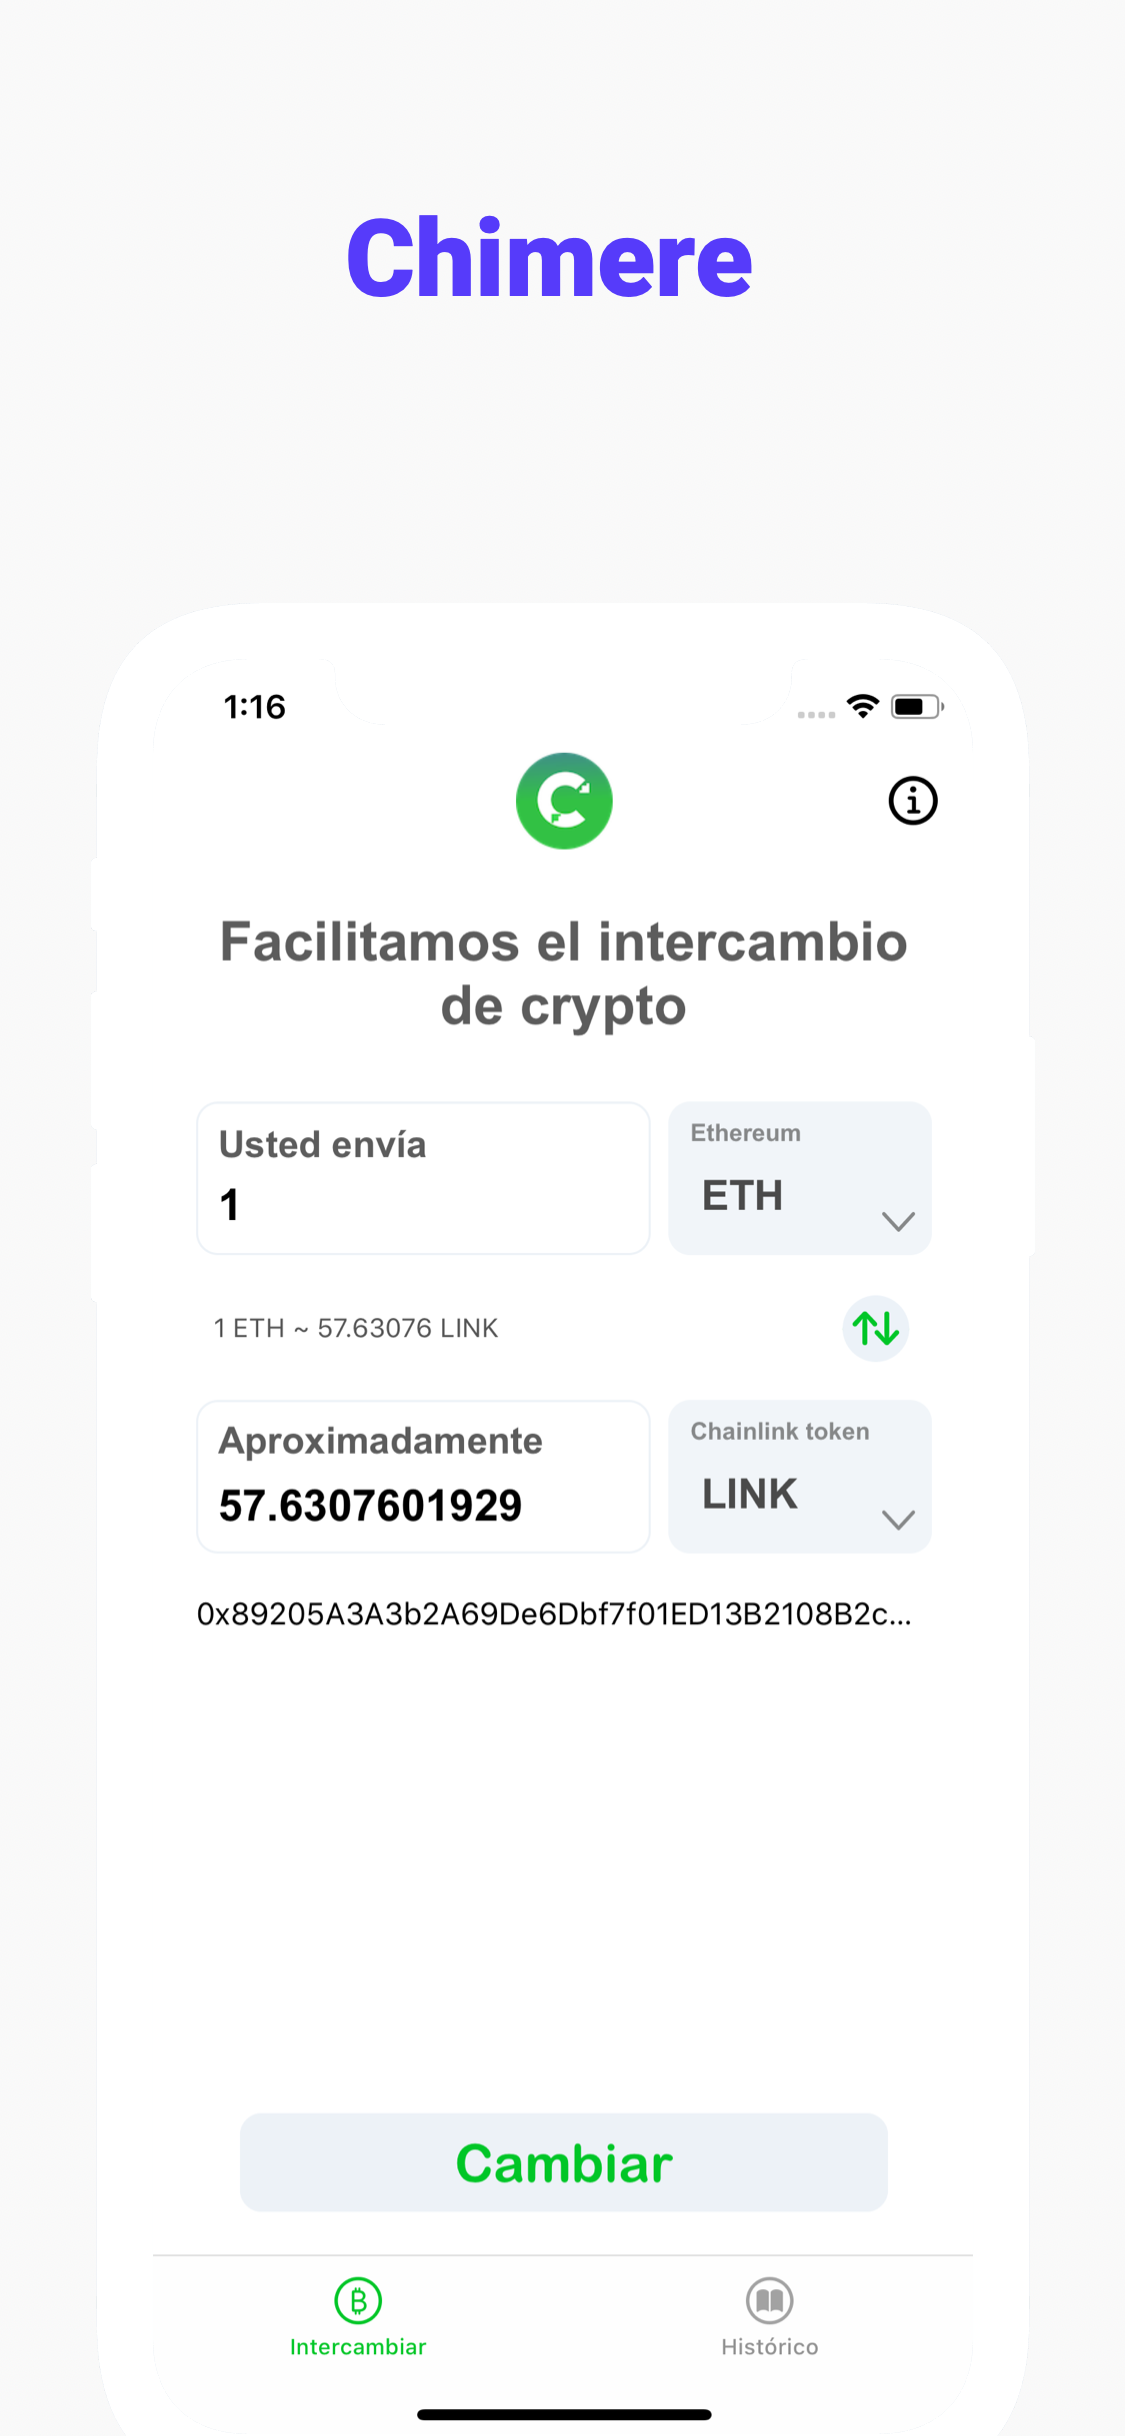 Chimere
1:16
Facilitamos el intercambio
de crypto
Usted envía
1
Ethereum
ETH
1 ETH ~ 57.63076 LINK
Aproximadamente
57.6307601929
Chainlink token
LINK
0x89205A3A3b2A69De6Dbf7f01ED13B2108B2c...
Cambiar
Intercambiar
Histórico